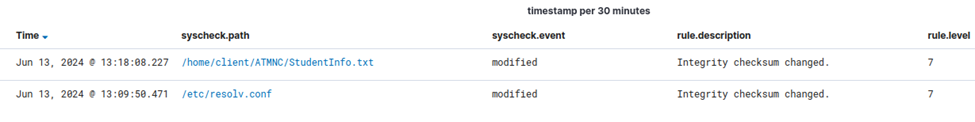 timestamp per 30 minutes
Time syscheck.path syscheck.event rule.description rule.level
Jun 13, 2024 @ 13:18:08.227 /home/client/ATMNC/StudentInfo.txt modified Integrity checksum changed. 7
Jun 13, 2024 @ 13:09:50.471 /etc/resolv.conf modified Integrity checksum changed. 7